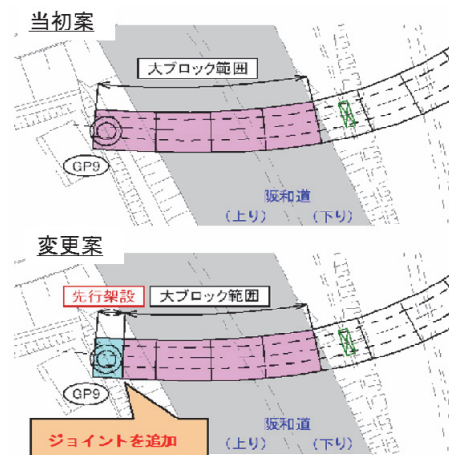 当初案
大ブロック範囲
GP9
阪和道
(上り) (下り)
変更案
先行架設 大ブロック範囲
GP9
阪和道
(上り) (下り)
ジョイントを追加